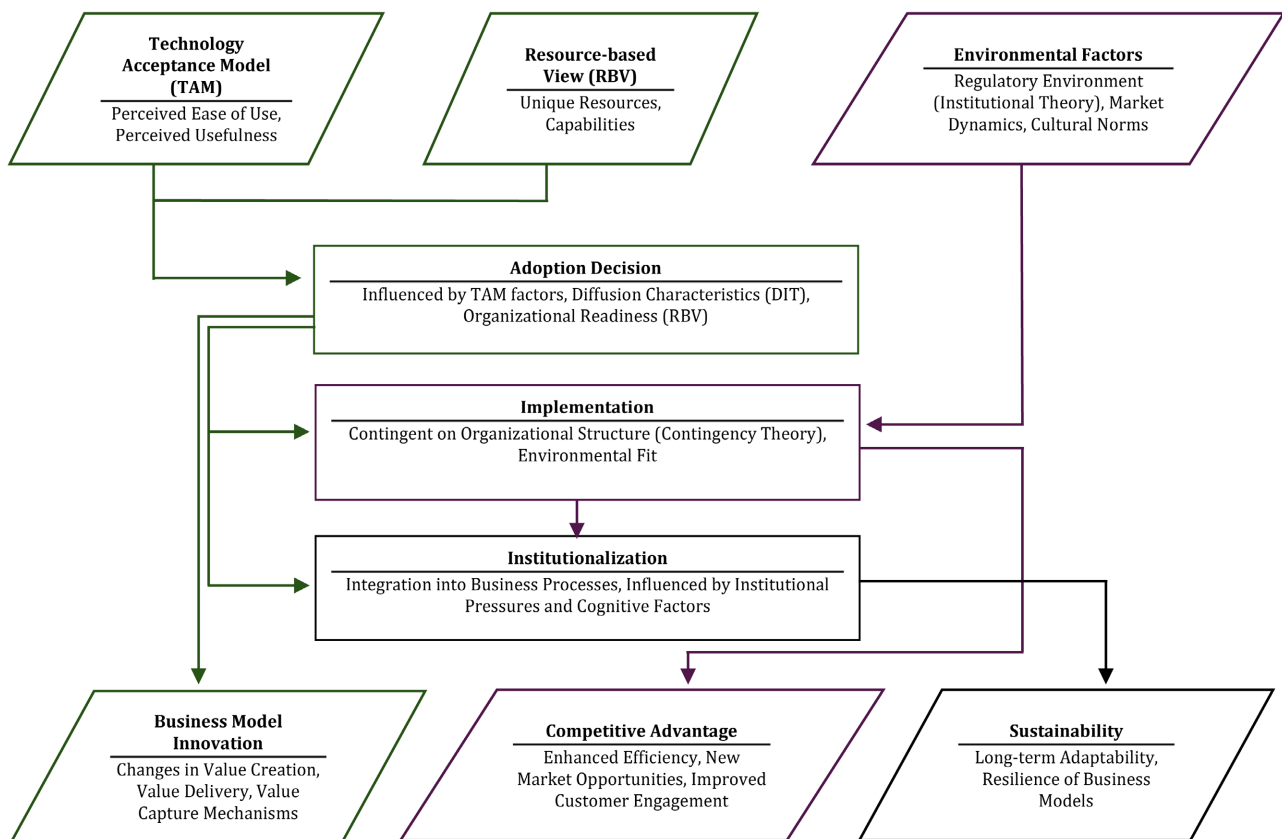 Technology
Acceptance Model
(TAM)
Perceived Ease of Use,
Perceived Usefulness
Resource-based
View (RBV)
Unique Resources,
Capabilities
Environmental Factors
Regulatory Environment
(Institutional Theory), Market
Dynamics, Cultural Norms
Adoption Decision
Influenced by TAM factors, Diffusion Characteristics (DIT),
Organizational Readiness (RBV)
Implementation
Contingent on Organizational Structure (Contingency Theory),
Environmental Fit
Institutionalization
Integration into Business Processes, Influenced by Institutional
Pressures and Cognitive Factors
Business Model
Innovation
Changes in Value Creation,
Value Delivery, Value
Capture Mechanisms
Competitive Advantage
Enhanced Efficiency, New
Market Opportunities, Improved
Customer Engagement
Sustainability
Long-term Adaptability,
Resilience of Business
Models